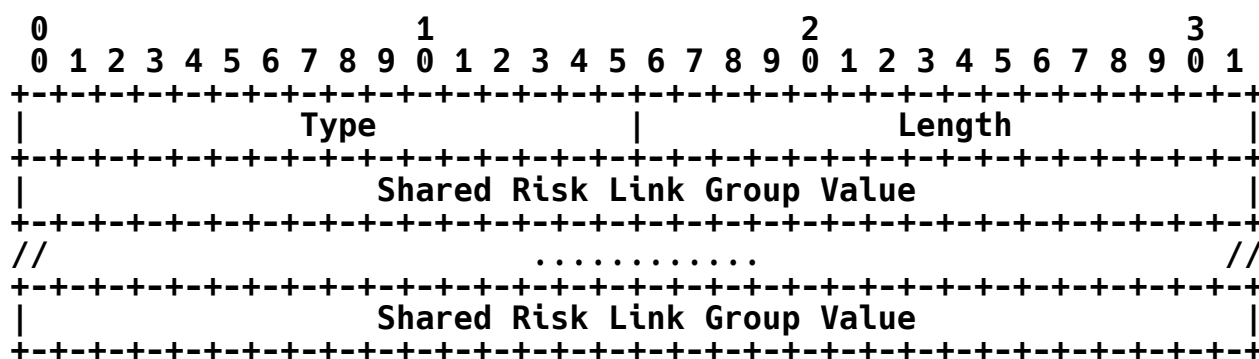 0                   1                   2                   3
 0 1 2 3 4 5 6 7 8 9 0 1 2 3 4 5 6 7 8 9 0 1 2 3 4 5 6 7 8 9 0 1
+-+-+-+-+-+-+-+-+-+-+-+-+-+-+-+-+-+-+-+-+-+-+-+-+-+-+-+-+-+-+-+-+
|              Type             |             Length            |
+-+-+-+-+-+-+-+-+-+-+-+-+-+-+-+-+-+-+-+-+-+-+-+-+-+-+-+-+-+-+-+-+
|                  Shared Risk Link Group Value                 |
+-+-+-+-+-+-+-+-+-+-+-+-+-+-+-+-+-+-+-+-+-+-+-+-+-+-+-+-+-+-+-+-+
//                         ............                        //
+-+-+-+-+-+-+-+-+-+-+-+-+-+-+-+-+-+-+-+-+-+-+-+-+-+-+-+-+-+-+-+-+
|                  Shared Risk Link Group Value                 |
+-+-+-+-+-+-+-+-+-+-+-+-+-+-+-+-+-+-+-+-+-+-+-+-+-+-+-+-+-+-+-+-+